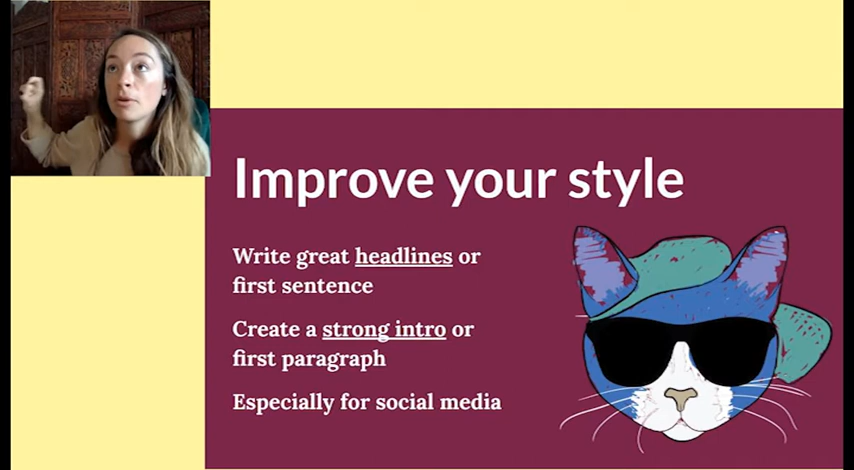 Improve your style
Write great headlines or
first sentence
Create a strong intro or
first paragraph
Especially for social media